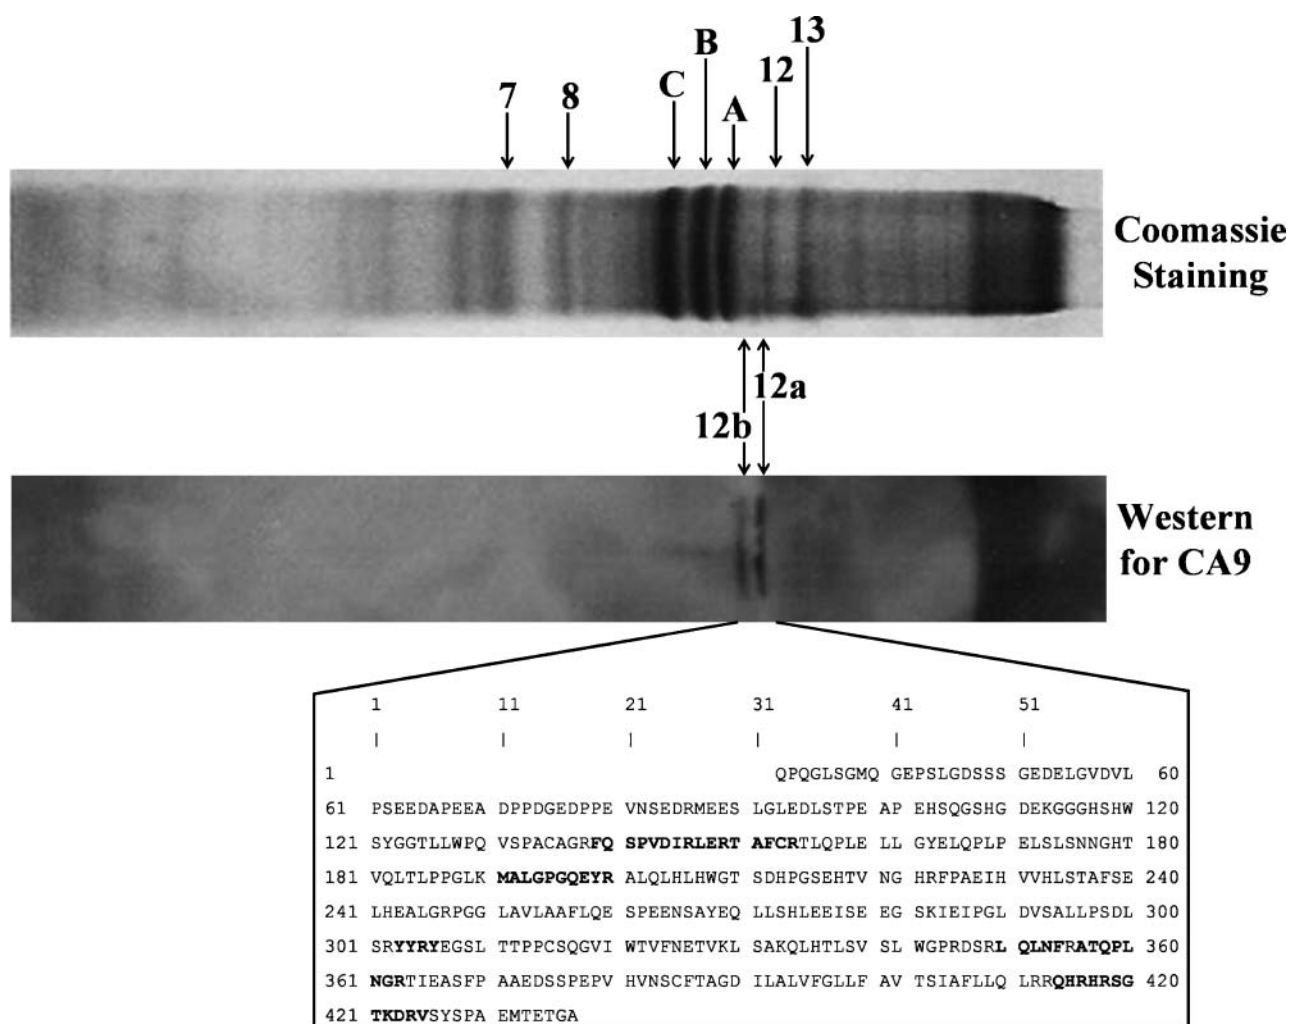 13
B
12
C
7
8
A
Coomassie
Staining
12a
12b
Western
for CA9
1 11 21 31 41 51
1 QPQGLSGMQ GEPSLGDSSS GEDELGVDVL 60
61 PSEEDAPEEA DPPDGEDPPE VNSEDRMEES LGLEDLSTPE AP EHSQGSHG DEKGGGHSHW 120
121 SYGGTLLWPQ VSPACAGRFQ SPVDIRLERT AFCRTLQPLE LL GYELQPLP ELSLSNNGHT 180
181 VQLTLPPGLK MALGPGQEYR ALQLHLHWGT SDHPGSEHTV NG HRFPAEIH VVHLSTAFSE 240
241 LHEALGRPGG LAVLAAFLQE SPEENSAYEQ LLSHLEEISE EG SKIEIPGL DVSALLPSDL 300
301 SRYYRYEGSL TTPPCSQGVI WTVFNETVKL SAKQLHTLSV SL WGPRDSRL QLNFRATQPL 360
361 NGRTIEASFP AAEDSSPEPV HVNSCFTAGD ILALVFGLLF AV TSIAFLLQ LRRQHRHRSG 420
421 TKDRVSYSPA EMTETGA